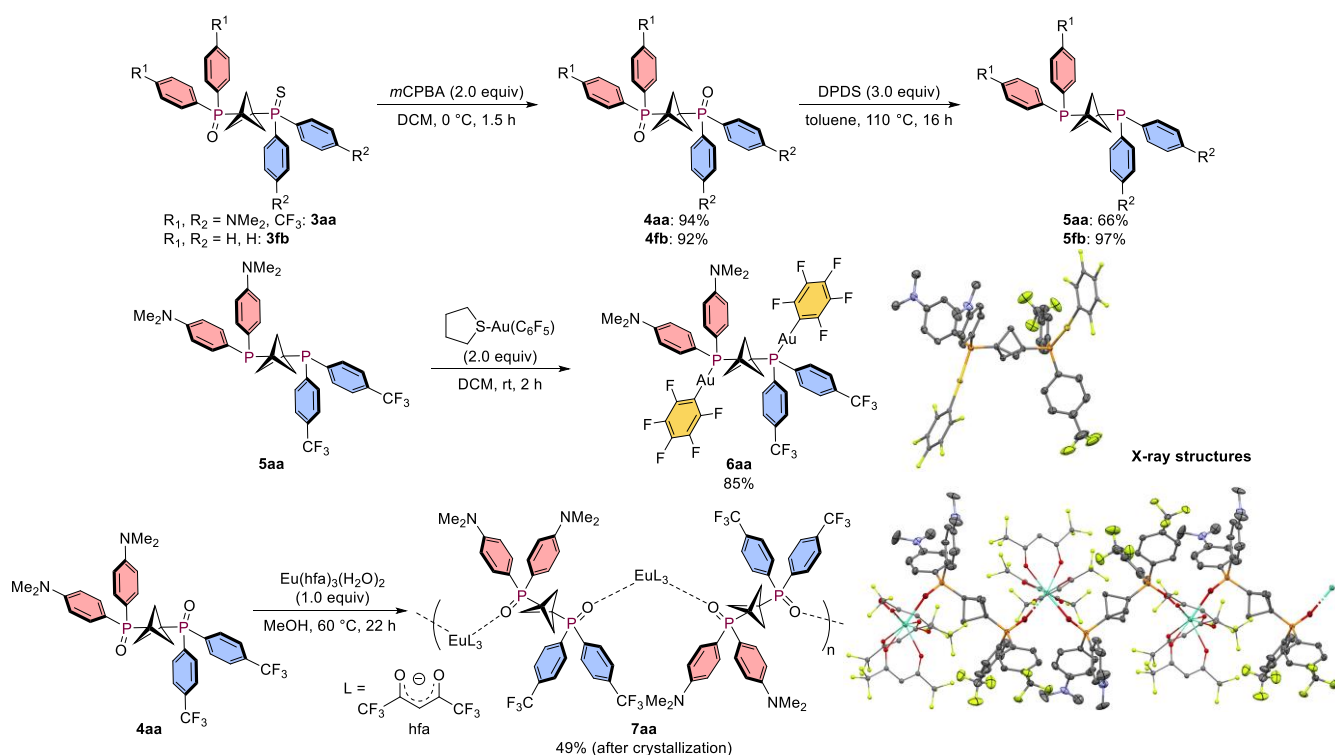 R¹
R¹
S
P
P
O
R²
R²
R₁, R₂ = NMe₂, CF₃: 3aa
R₁, R₂ = H, H: 3fb
mCPBA (2.0 equiv)
DCM, 0 °C, 1.5 h
R¹
R¹
O
P
P
O
R²
R²
4aa: 94%
4fb: 92%
DPDS (3.0 equiv)
toluene, 110 °C, 16 h
R¹
R¹
P
P
R²
R²
5aa: 66%
5fb: 97%
NMe₂
Me₂N
P
P
CF₃
CF₃
5aa
S-Au(C₆F₅)
(2.0 equiv)
DCM, rt, 2 h
NMe₂
Me₂N
F
F
F
F
F
Au
P
P
Au
F
F
F
F
F
CF₃
CF₃
6aa
85%
X-ray structures
NMe₂
Me₂N
O
P
P
O
CF₃
CF₃
4aa
Eu(hfa)₃(H₂O)₂
(1.0 equiv)
MeOH, 60 °C, 22 h
L =
⊖
O
O
CF₃
CF₃
hfa
Me₂N
NMe₂
O
P
O
P
EuL₃
F₃C
CF₃
EuL₃
F₃C
CF₃
O
P
P
O
n
NMe₂
NMe₂
7aa
49% (after crystallization)